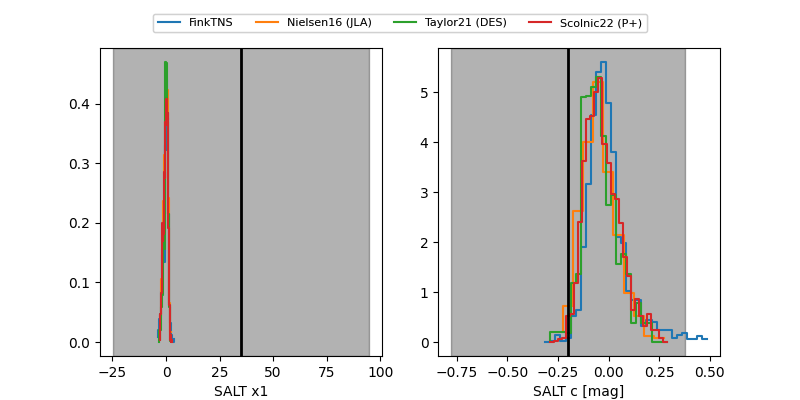 FinkTNS Nielsen16 (JLA) Taylor21 (DES) Scolnic22 (P+)
0.4
0.3
0.2
0.1
0.0
−25 0 25 50 75 100
SALT x1
5
4
3
2
1
0
−0.75 −0.50 −0.25 0.00 0.25 0.50
SALT c [mag]